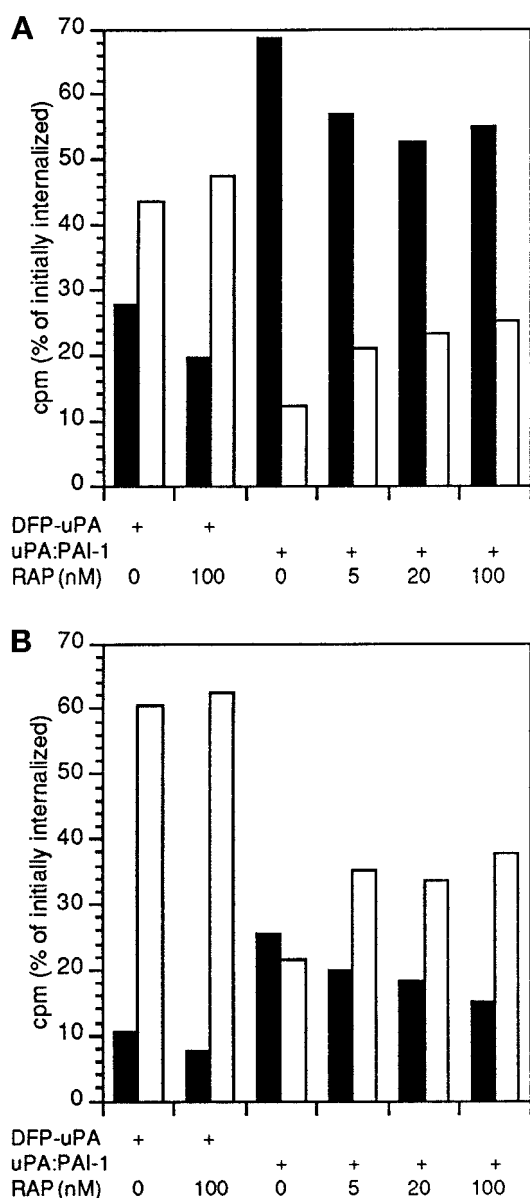 A
cpm (% of initially internalized)
70
60
50
40
30
20
10
0
DFP-uPA + +
uPA:PAI-1 + + + +
RAP (nM) 0 100 0 5 20 100
B
cpm (% of initially internalized)
70
60
50
40
30
20
10
0
DFP-uPA + +
uPA:PAI-1 + + + +
RAP (nM) 0 100 0 5 20 100